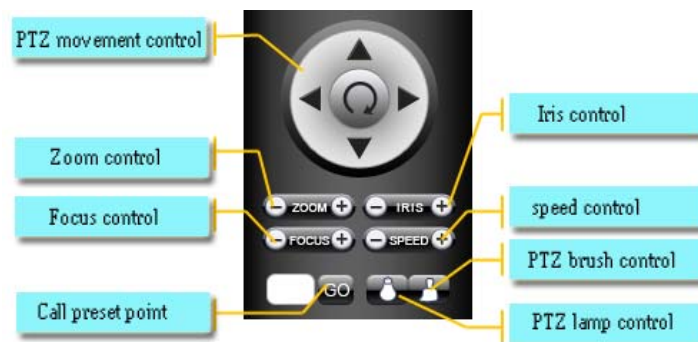 PTZ movement control
Iris control
Zoom control
ZOOM
IRIS
Focus control
FOCUS
SPEED
speed control
PTZ brush control
Call preset point
GO
PTZ lamp control